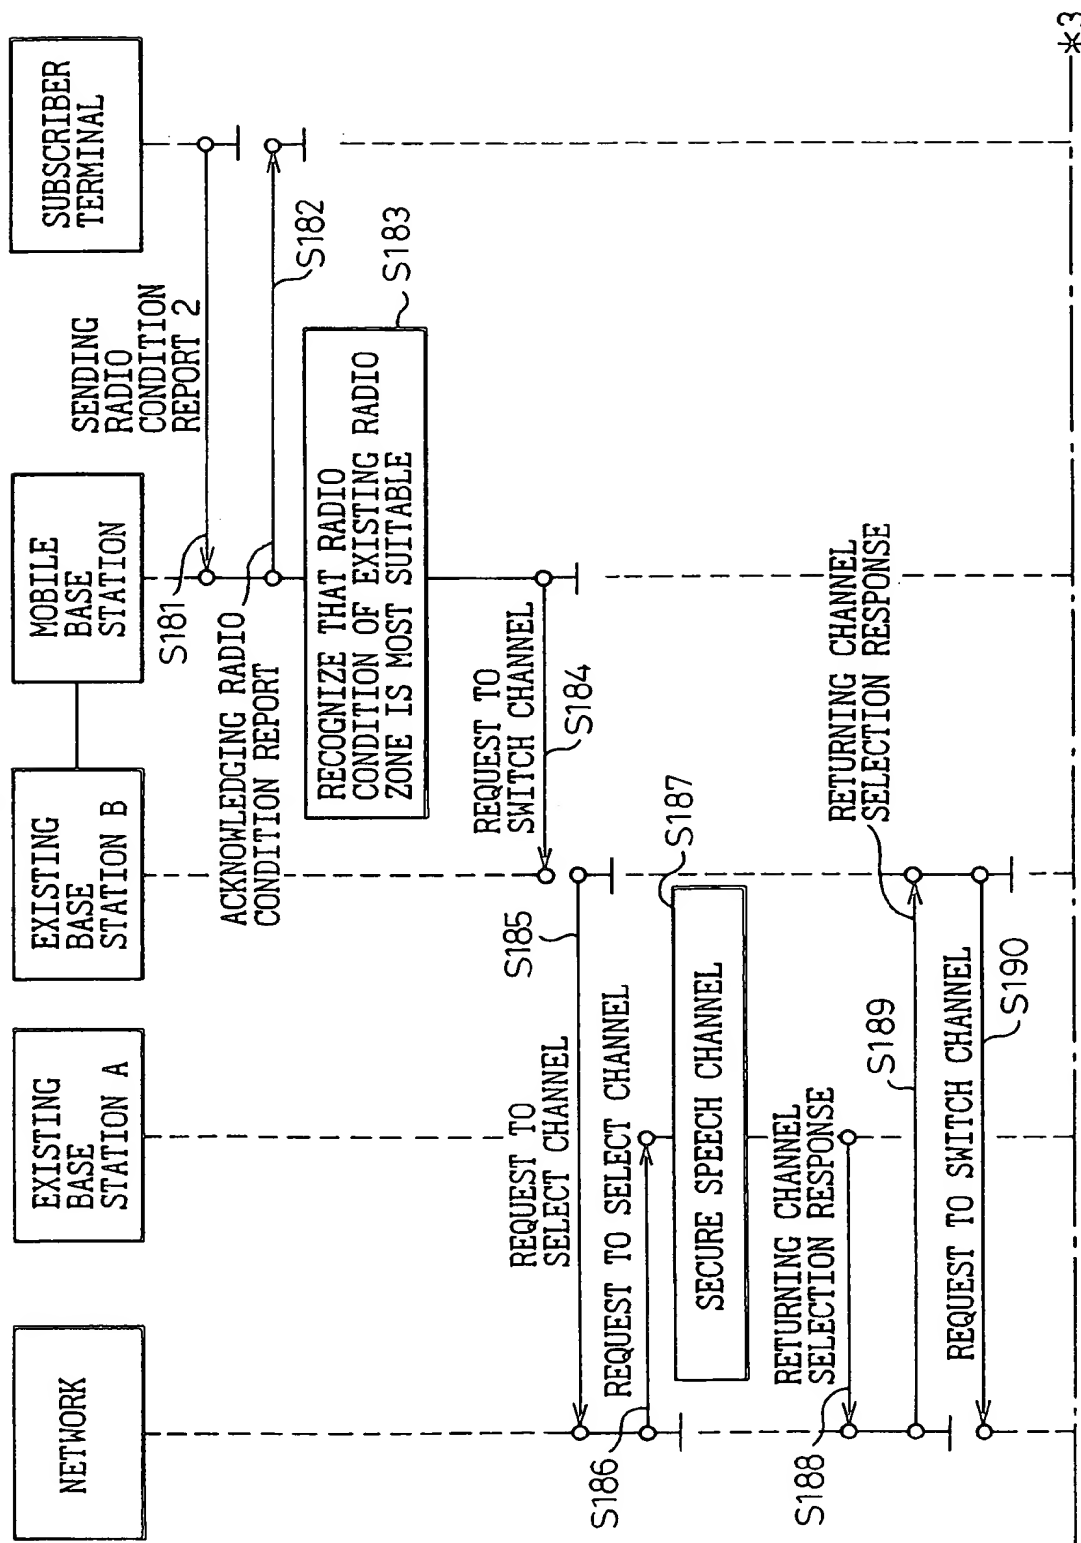 NETWORK
EXISTING
BASE
STATION A
EXISTING
BASE
STATION B
MOBILE
BASE
STATION
SUBSCRIBER
TERMINAL
SENDING
RADIO
CONDITION
REPORT 2
S181
ACKNOWLEDGING RADIO
CONDITION REPORT
S182
RECOGNIZE THAT RADIO
CONDITION OF EXISTING RADIO
ZONE IS MOST SUITABLE
S183
REQUEST TO
SWITCH CHANNEL
S184
REQUEST TO
SELECT CHANNEL
S185
S186
REQUEST TO SELECT CHANNEL
SECURE SPEECH CHANNEL
S187
RETURNING CHANNEL
SELECTION RESPONSE
S188
S189
RETURNING CHANNEL
SELECTION RESPONSE
REQUEST TO SWITCH CHANNEL
S190
*3